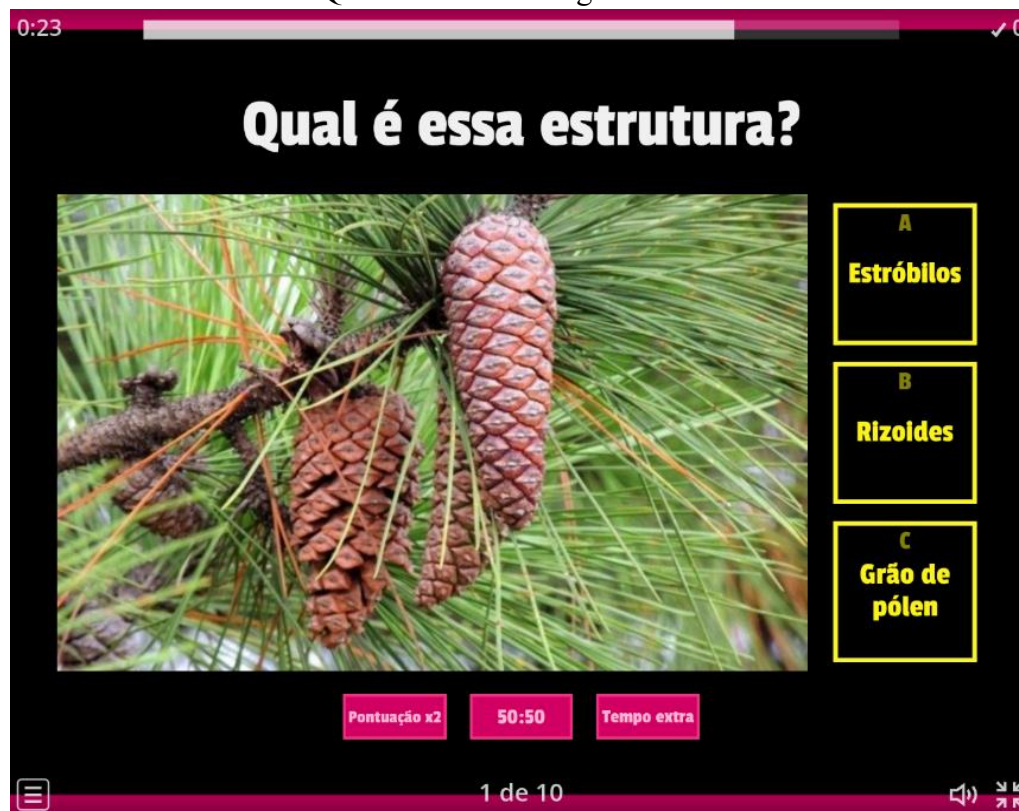 0:23
Qual é essa estrutura?
A
Estróbilos
B
Rizoides
C
Grão de
pólen
Pontuação x2
50:50
Tempo extra
1 de 10